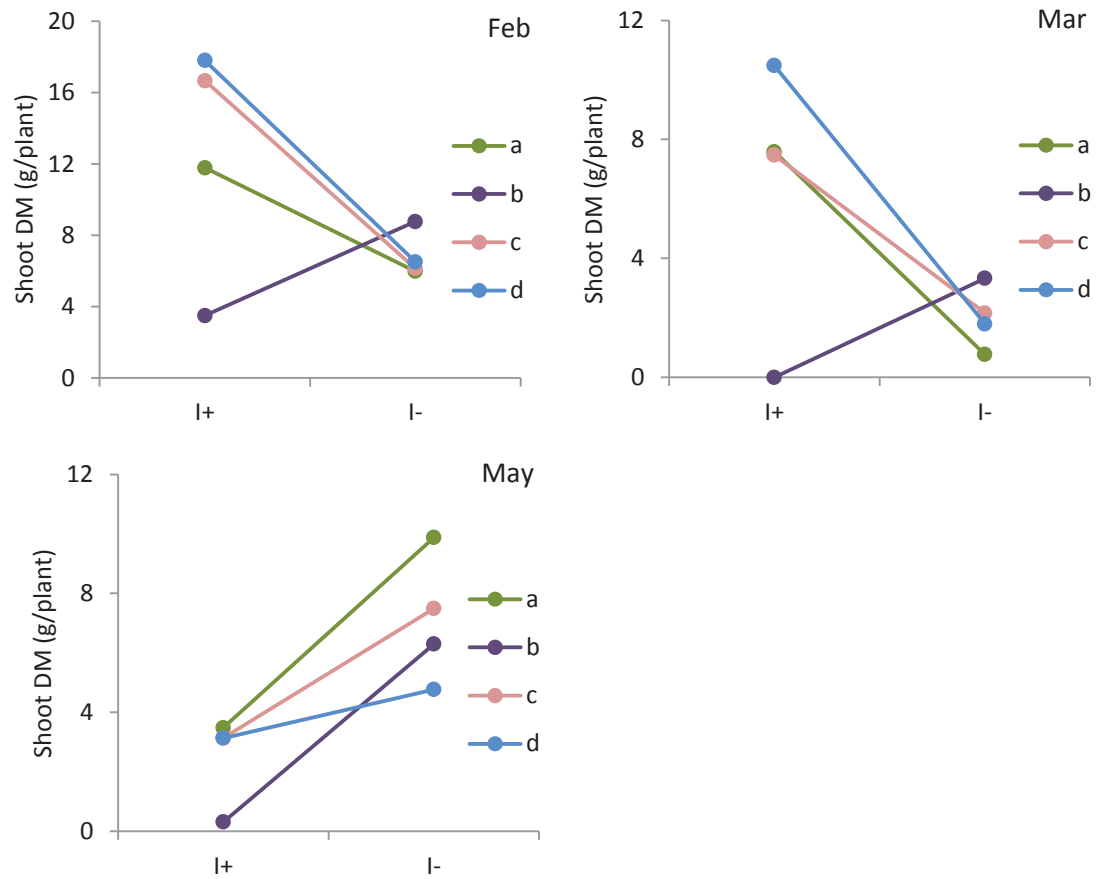 Feb
Shoot DM (g/plant)
20
16
12
8
4
0
I+
I-
a
b
c
d
Mar
Shoot DM (g/plant)
12
8
4
0
I+
I-
a
b
c
d
May
Shoot DM (g/plant)
12
8
4
0
I+
I-
a
b
c
d